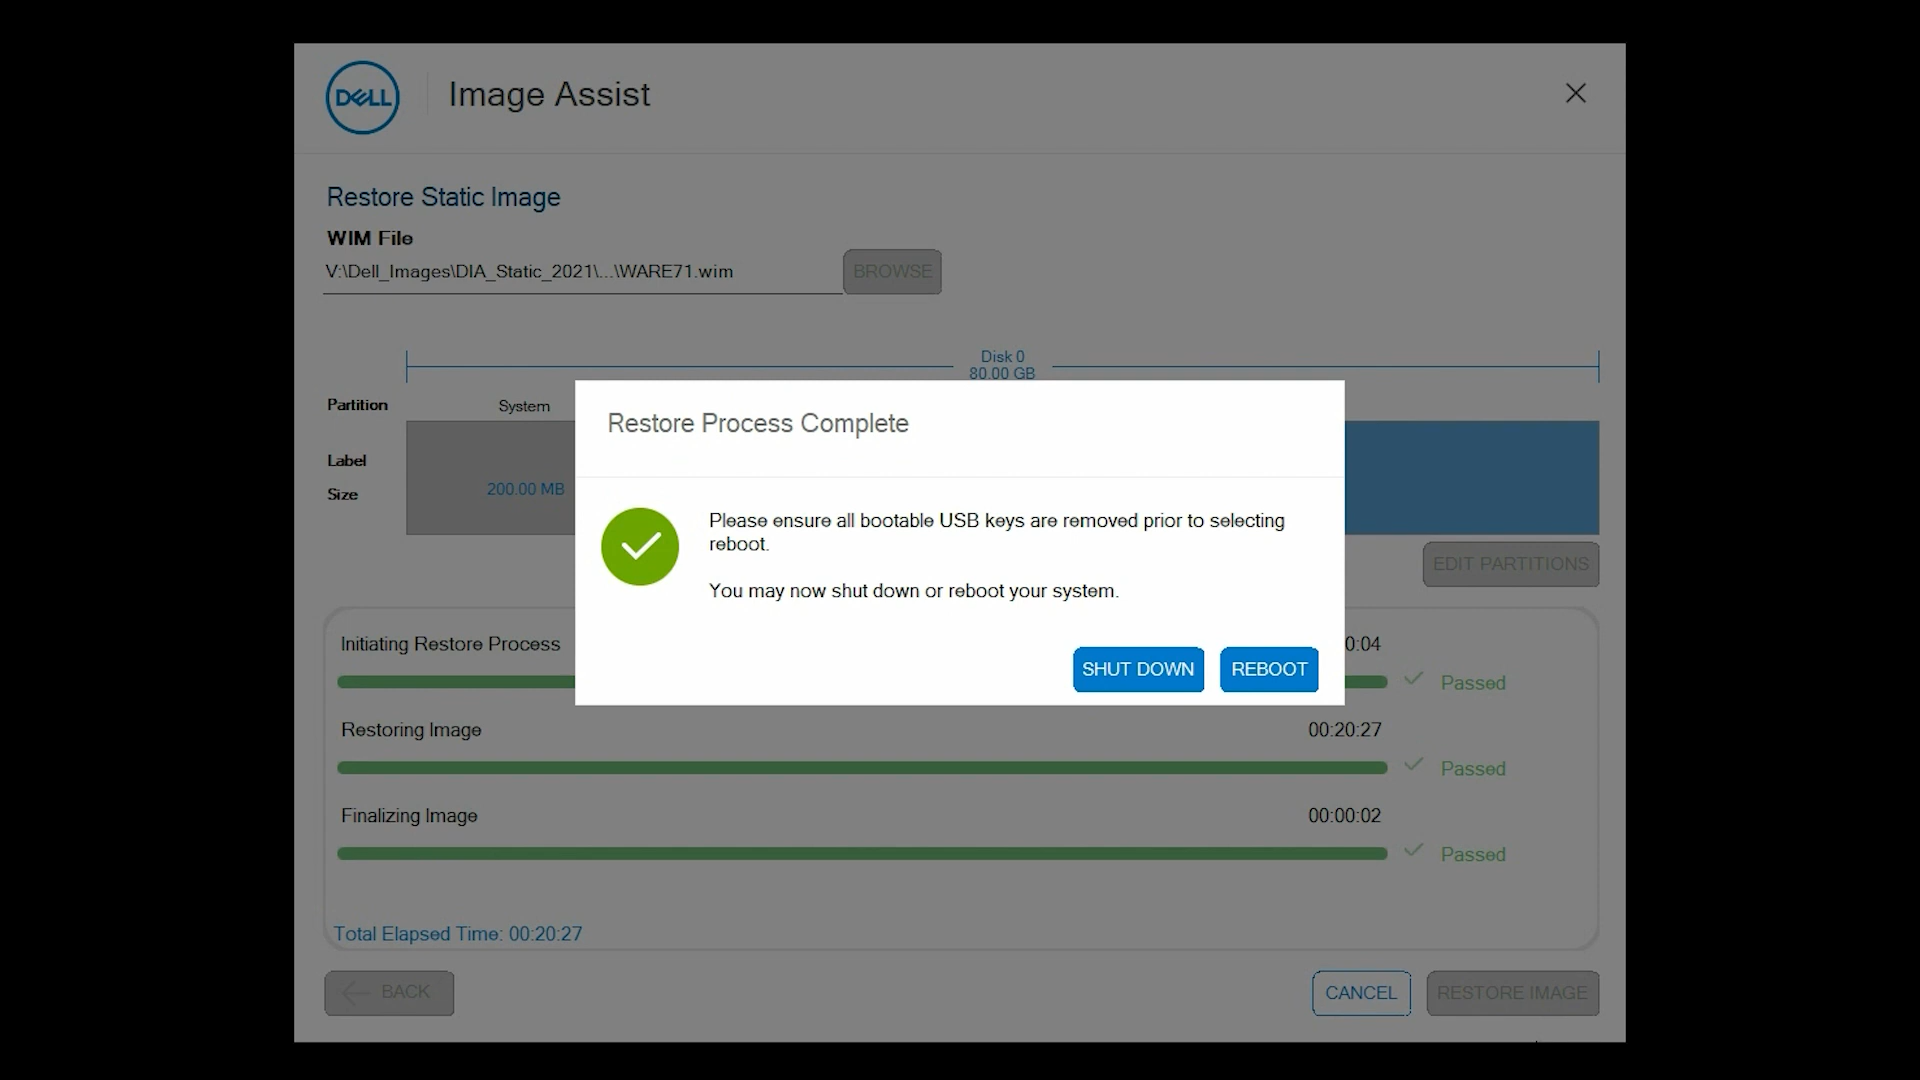 DELL
Image Assist
Restore Static Image
WIM File
V:\Dell_Images\DIA_Static_2021\...\WARE71.wim
BROWSE
Disk 0
80.00 GB
Partition
System
Label
Size
200.00 MB
Restore Process Complete
Please ensure all bootable USB keys are removed prior to selecting
reboot.
You may now shut down or reboot your system.
SHUT DOWN
REBOOT
EDIT PARTITIONS
Initiating Restore Process
0:04
Passed
Restoring Image
00:20:27
Passed
Finalizing Image
00:00:02
Passed
Total Elapsed Time: 00:20:27
BACK
CANCEL
RESTORE IMAGE